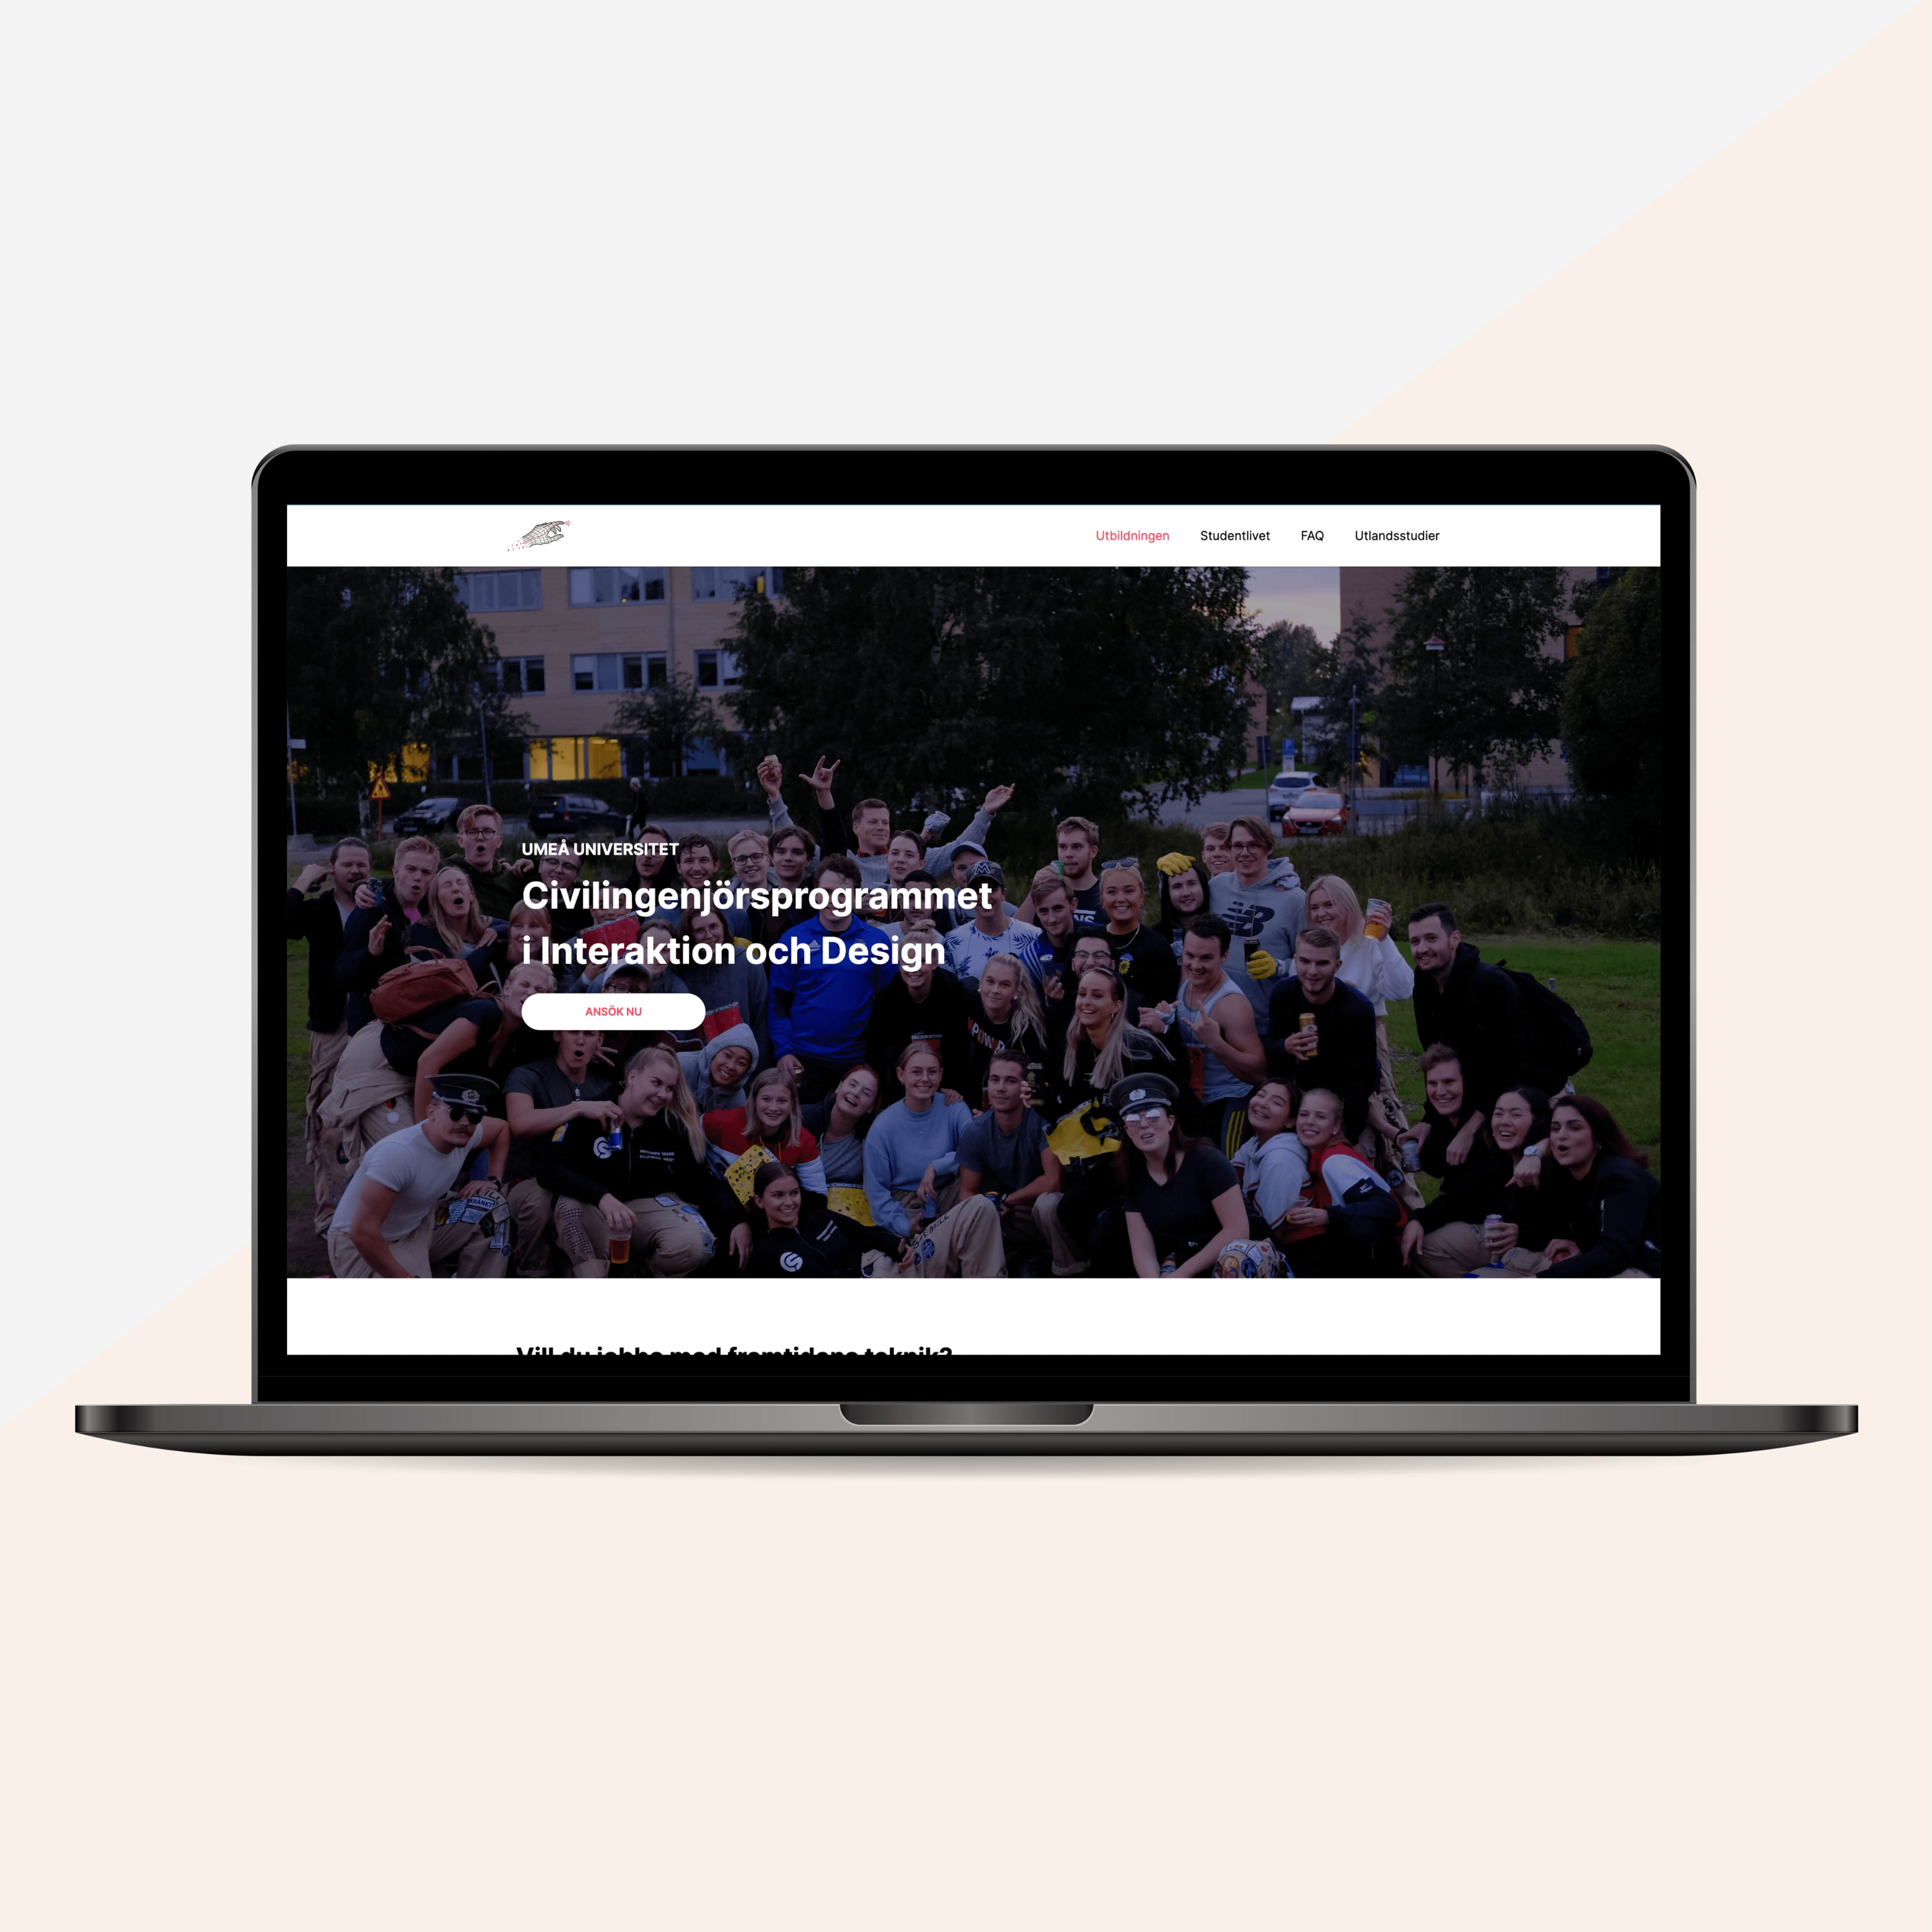 Utbildningen Studentlivet FAQ Utlandsstudier
UMEÅ UNIVERSITET
Civilingenjörsprogrammet
i Interaktion och Design
ANSÖK NU
Vill du jobba med framtidens teknik?